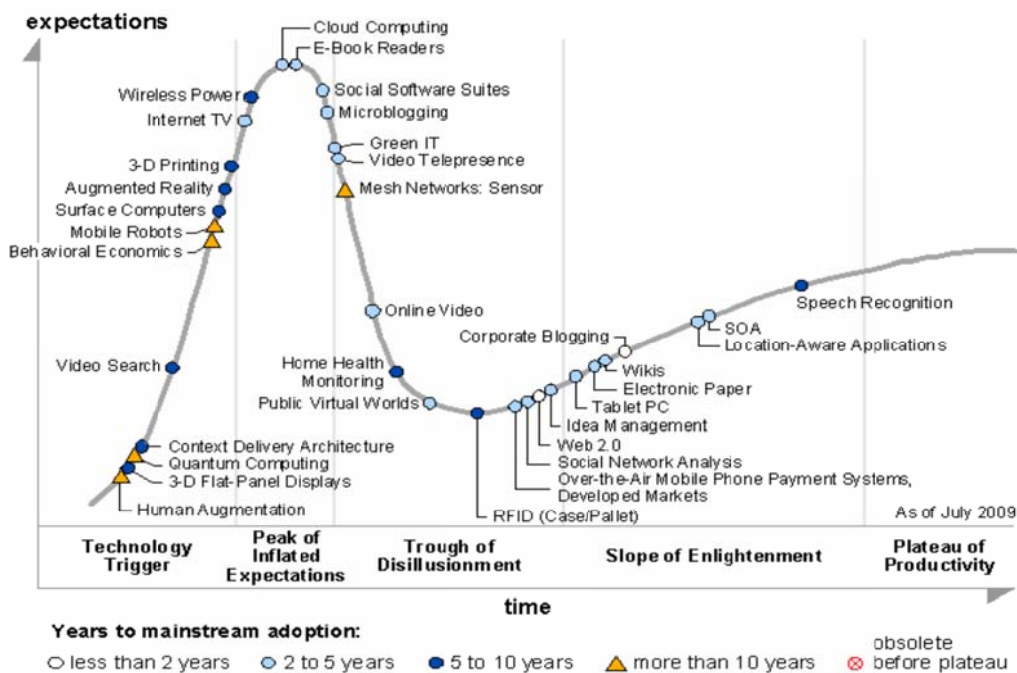 expectations
Cloud Computing
E-Book Readers
Wireless Power
Social Software Suites
Internet TV
Microblogging
Green IT
3-D Printing
Video Telepresence
Augmented Reality
Mesh Networks: Sensor
Surface Computers
Mobile Robots
Behavioral Economics
Online Video
Speech Recognition
Corporate Blogging
SOA
Location-Aware Applications
Video Search
Home Health
Monitoring
Wikis
Electronic Paper
Public Virtual Worlds
Tablet PC
Idea Management
Context Delivery Architecture
Web 2.0
Quantum Computing
Social Network Analysis
3-D Flat-Panel Displays
Over-the-Air Mobile Phone Payment Systems,
Developed Markets
Human Augmentation
RFID (Case/Pallet)
As of July 2009
Technology
Trigger
Peak of
Inflated
Expectations
Trough of
Disillusionment
Slope of Enlightenment
Plateau of
Productivity
time
Years to mainstream adoption:
less than 2 years
2 to 5 years
5 to 10 years
more than 10 years
obsolete
before plateau